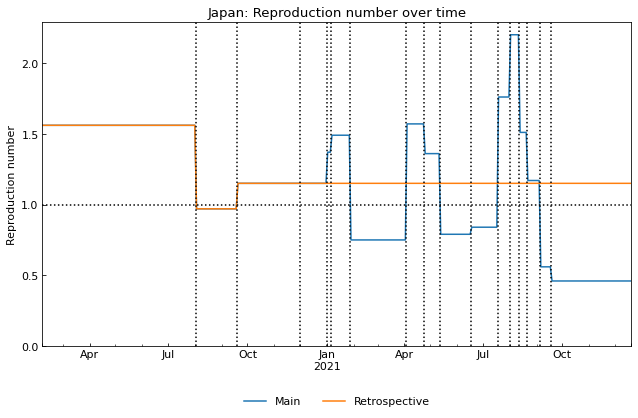 Japan: Reproduction number over time
Reproduction number
2.0
1.5
1.0
0.5
0.0
Apr Jul Oct Jan Apr Jul Oct
2021
Main Retrospective